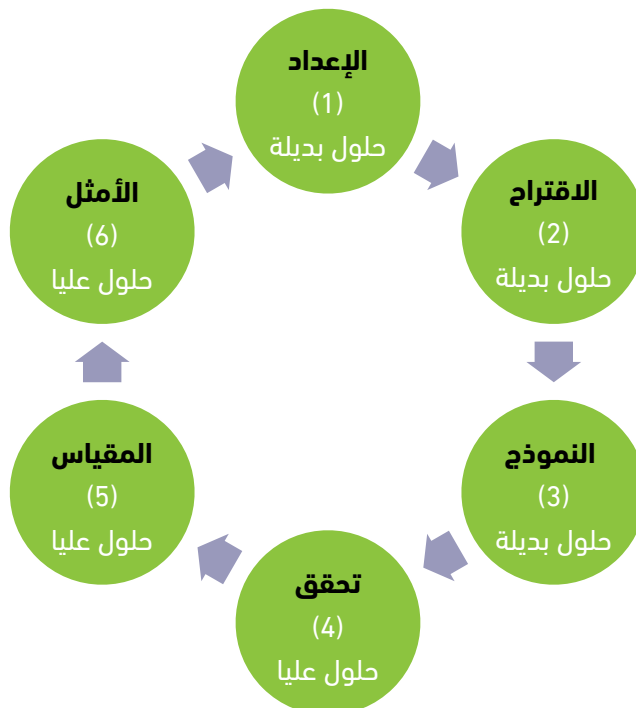 الإعداد
(1)
حلول بديلة
الاقتراح
(2)
حلول بديلة
النموذج
(3)
حلول بديلة
تحقق
(4)
حلول عليا
المقياس
(5)
حلول عليا
الأمثل
(6)
حلول عليا